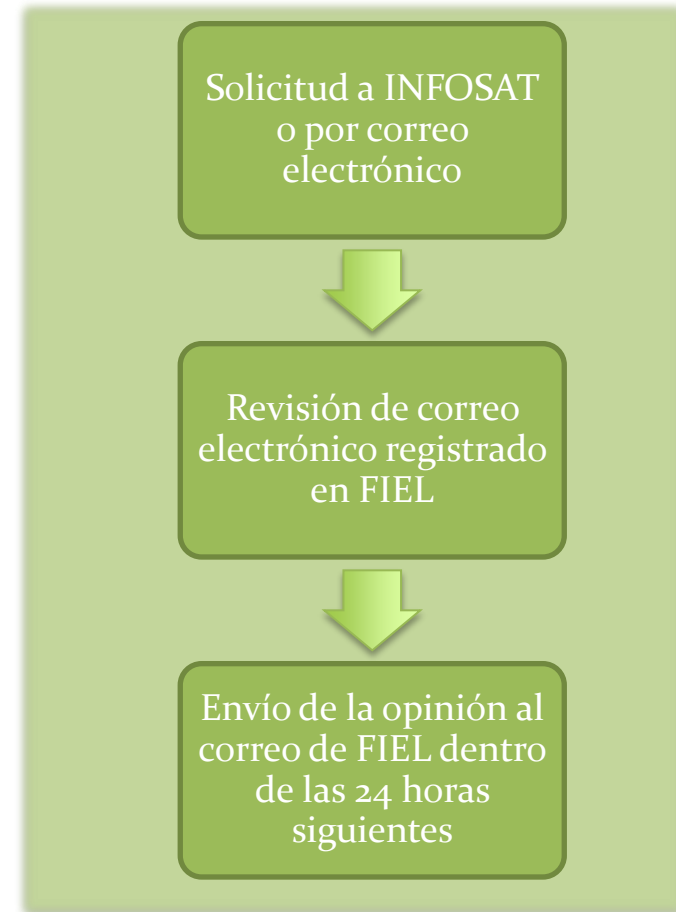 Solicitud a INFOSAT
o por correo
electrónico
Revisión de correo
electrónico registrado
en FIEL
Envío de la opinión al
correo de FIEL dentro
de las 24 horas
siguientes